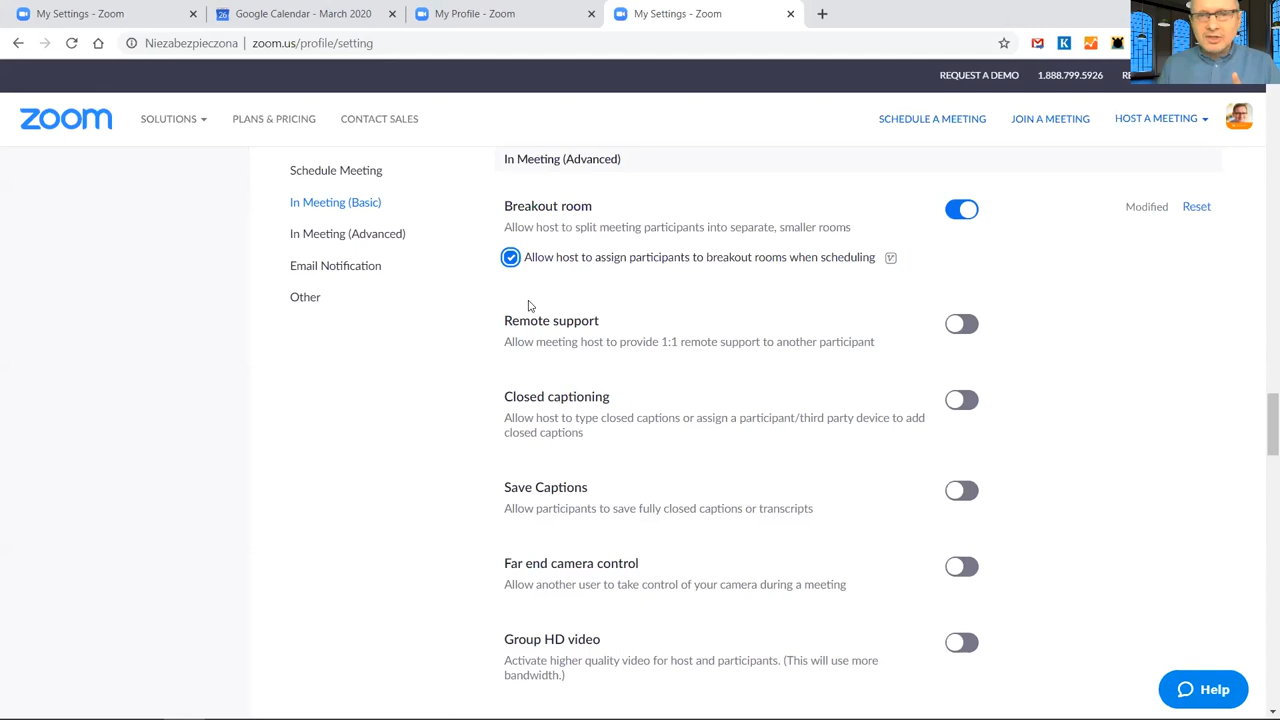 My Settings - Zoom
Google Calendar - March 2020
My Profile - Zoom
My Settings - Zoom
Niezabezpieczona | zoom.us/profile/setting
REQUEST A DEMO 1.888.799.5926
zoom SOLUTIONS PLANS & PRICING CONTACT SALES SCHEDULE A MEETING JOIN A MEETING HOST A MEETING
Schedule Meeting
In Meeting (Basic)
In Meeting (Advanced)
Email Notification
Other
In Meeting (Advanced)
Breakout room
Modified Reset
Allow host to split meeting participants into separate, smaller rooms
Allow host to assign participants to breakout rooms when scheduling
Remote support
Allow meeting host to provide 1:1 remote support to another participant
Closed captioning
Allow host to type closed captions or assign a participant/third party device to add
closed captions
Save Captions
Allow participants to save fully closed captions or transcripts
Far end camera control
Allow another user to take control of your camera during a meeting
Group HD video
Activate higher quality video for host and participants. (This will use more
bandwidth.)
Help